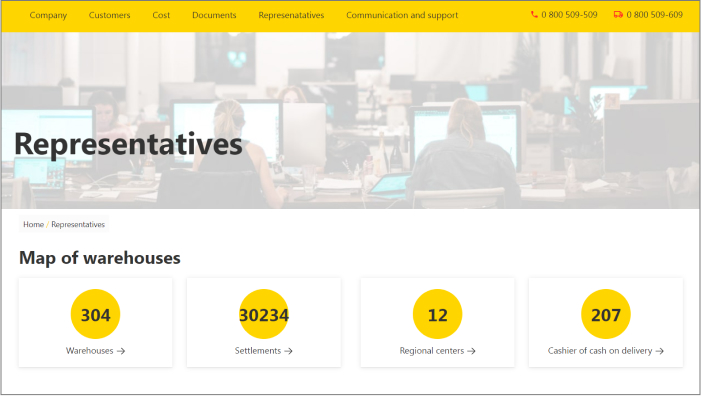 Company Customers Cost Documents Represenatatives Communication and support 0 800 509-509 0 800 509-609
Representatives
Home / Representatives
Map of warehouses
304 30234 12 207
Warehouses → Settlements → Regional centers → Cashier of cash on delivery →